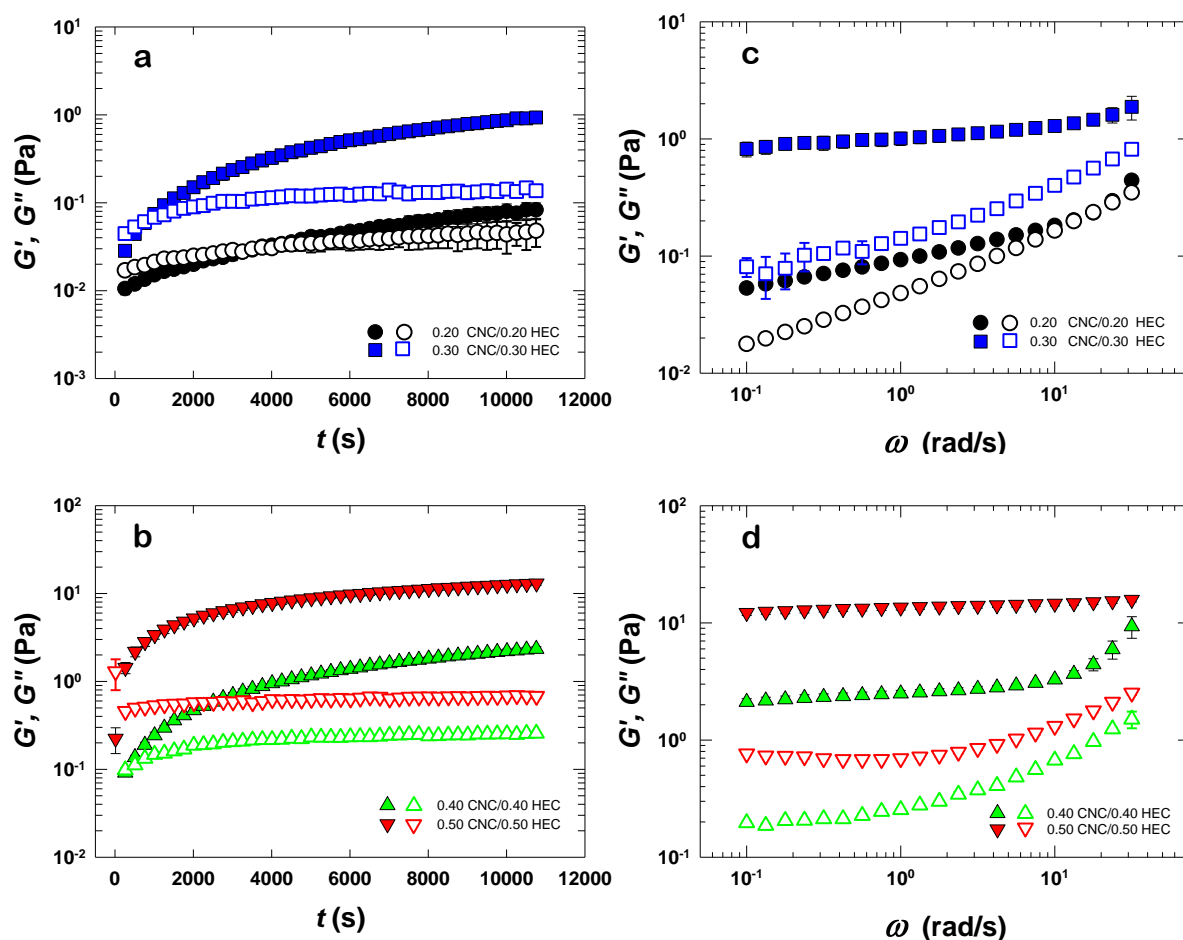 a
10¹
10⁰
10⁻¹
10⁻²
10⁻³
G', G" (Pa)
0.20 CNC/0.20 HEC
0.30 CNC/0.30 HEC
0 2000 4000 6000 8000 10000 12000
t (s)
c
10¹
10⁰
10⁻¹
10⁻²
G', G" (Pa)
0.20 CNC/0.20 HEC
0.30 CNC/0.30 HEC
10⁻¹ 10⁰ 10¹
ω (rad/s)
b
10²
10¹
10⁰
10⁻¹
10⁻²
G', G" (Pa)
0.40 CNC/0.40 HEC
0.50 CNC/0.50 HEC
0 2000 4000 6000 8000 10000 12000
t (s)
d
10²
10¹
10⁰
10⁻¹
G', G" (Pa)
0.40 CNC/0.40 HEC
0.50 CNC/0.50 HEC
10⁻¹ 10⁰ 10¹
ω (rad/s)